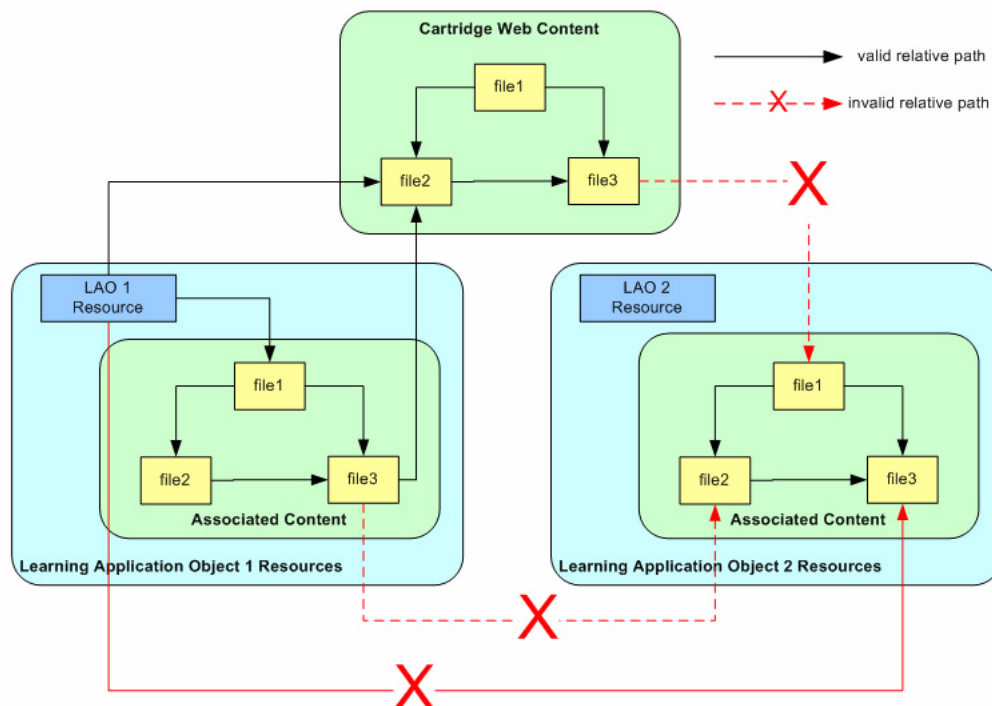 Cartridge Web Content
file1
file2
file3
valid relative path
X
invalid relative path
X
LAO 1
Resource
file1
file2
file3
Associated Content
Learning Application Object 1 Resources
LAO 2
Resource
file1
file2
file3
Associated Content
Learning Application Object 2 Resources
X
X